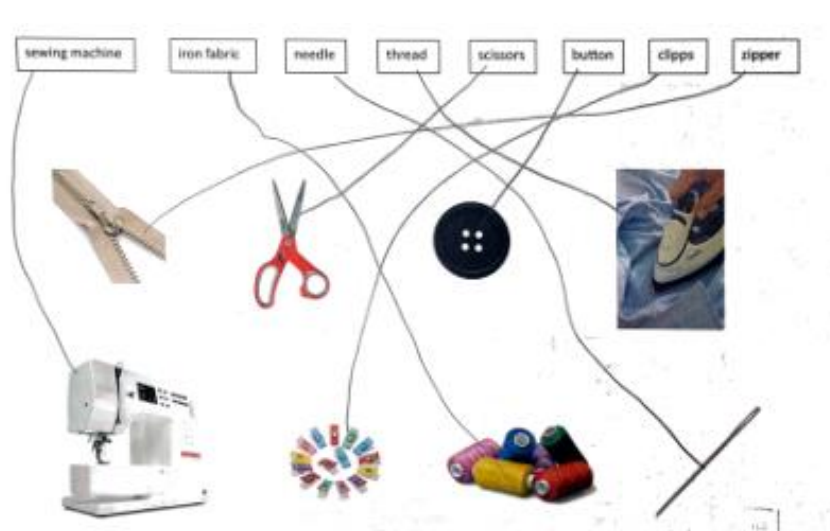 sewing machine
iron fabric
needle
thread
scissors
button
clipps
zipper